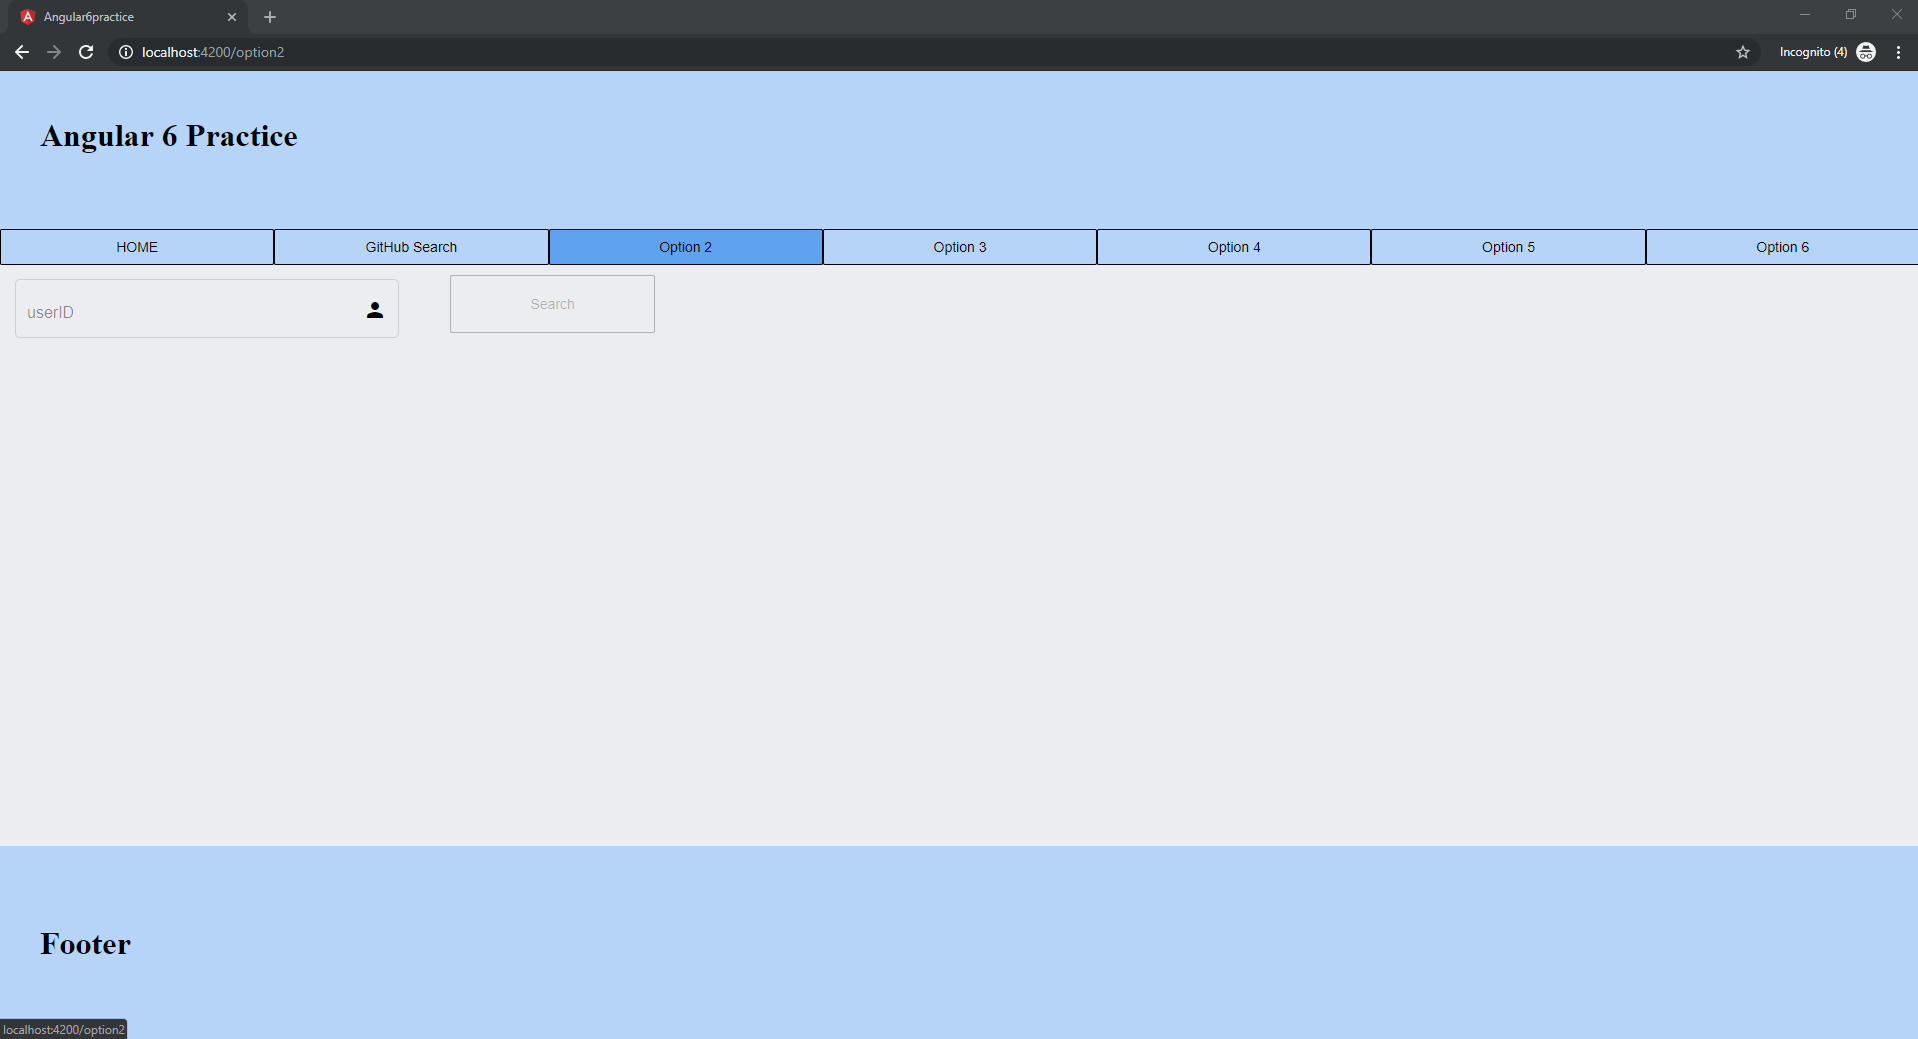 Angular6practice
localhost:4200/option2
Incognito (4)
Angular 6 Practice
HOME GitHub Search Option 2 Option 3 Option 4 Option 5 Option 6
userID Search
Footer
localhost:4200/option2